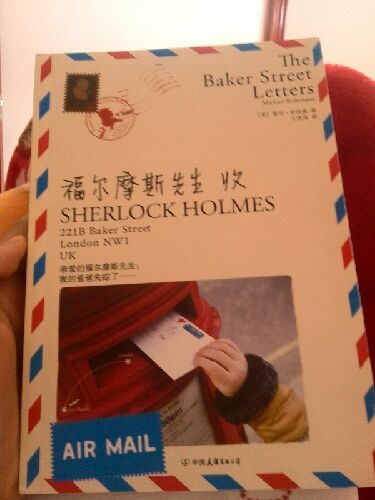 The
Baker Street
Letters
Michael Robertson
福尔摩斯先生 收
SHERLOCK HOLMES
221B Baker Street
London NW1
UK
亲爱的福尔摩斯先生：
我的爸爸失踪了——
AIR MAIL